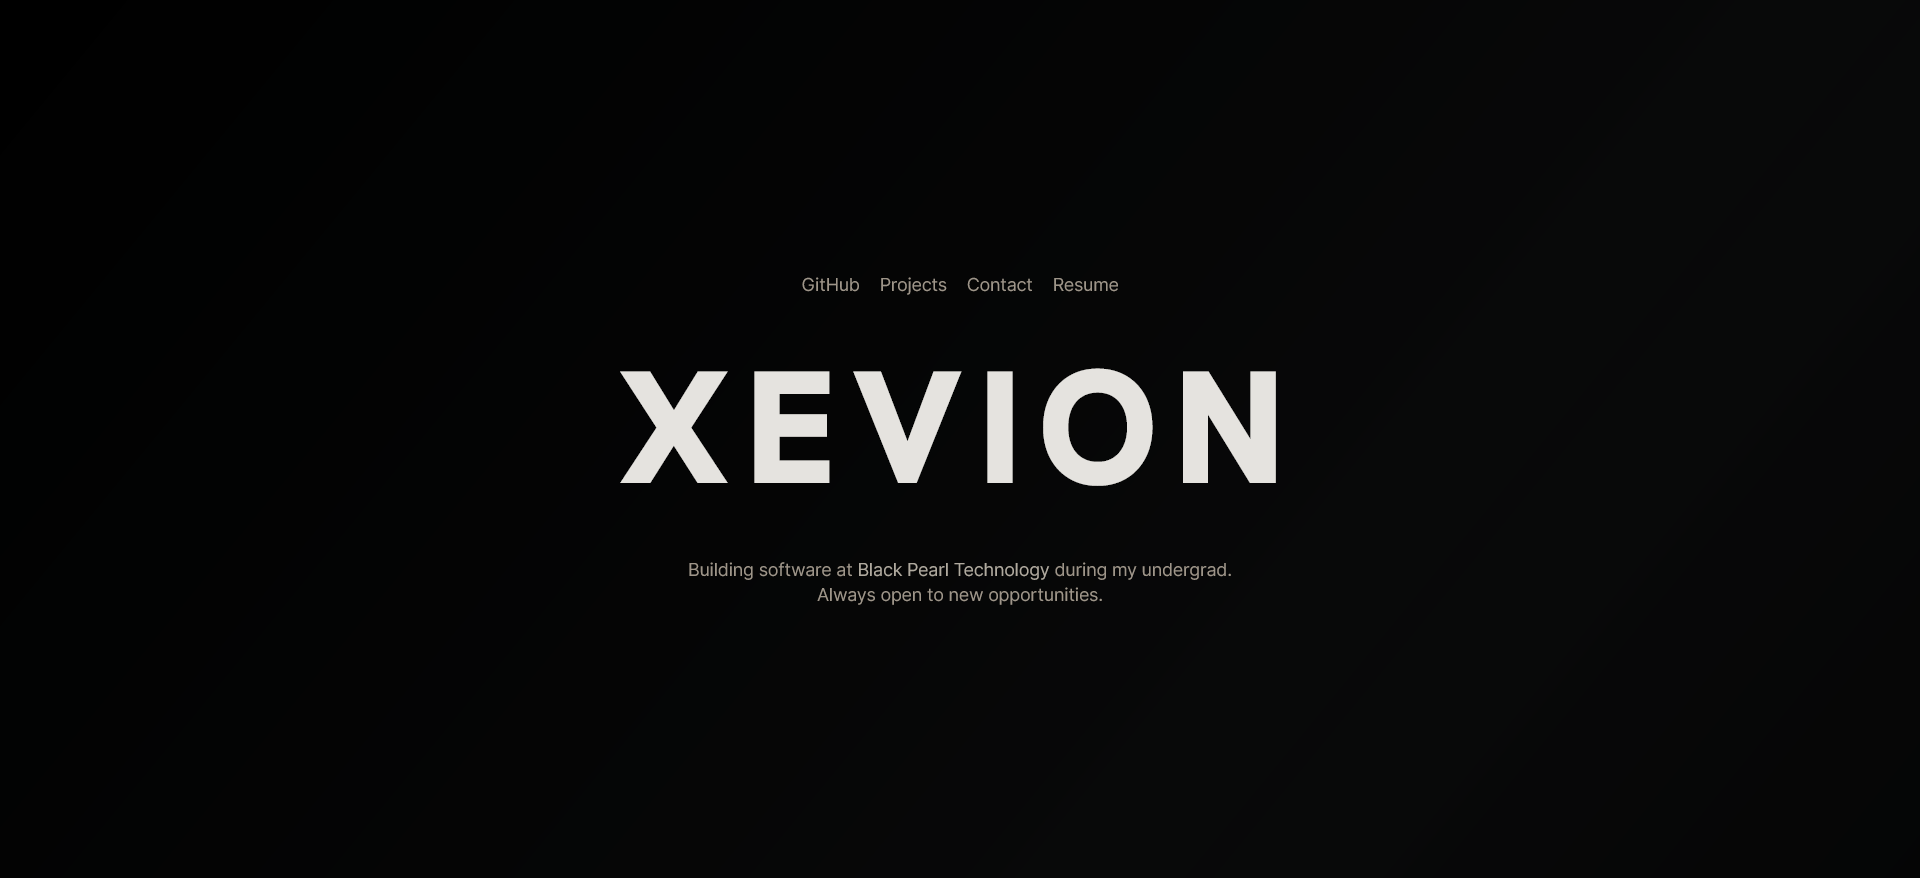 GitHub Projects Contact Resume
XEVION
Building software at Black Pearl Technology during my undergrad.
Always open to new opportunities.